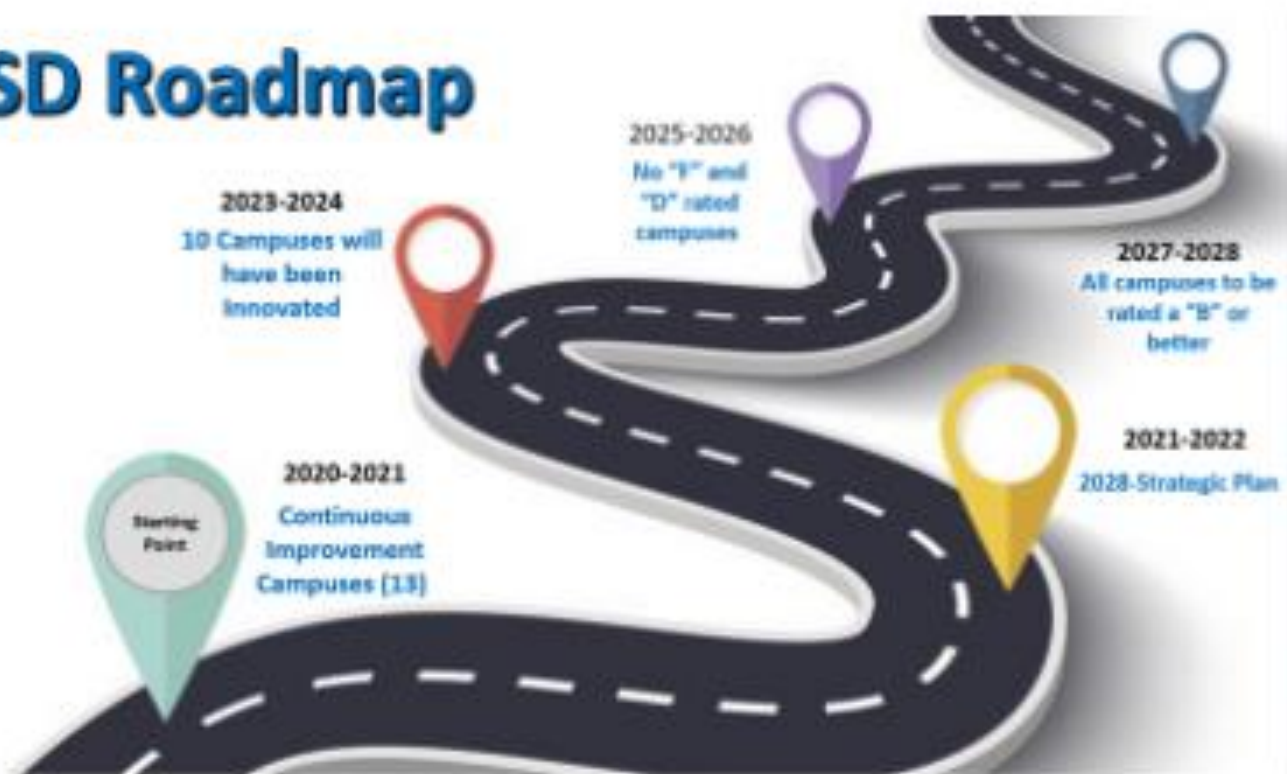 SD Roadmap
2025-2026
No "F" and
"D" rated
campuses
2023-2024
10 Campuses will
have been
Innovated
2027-2028
All campuses to be
rated a "B" or
better
2021-2022
2028-Strategic Plan
2020-2021
Continuous
Improvement
Campuses (13)
Starting
Point